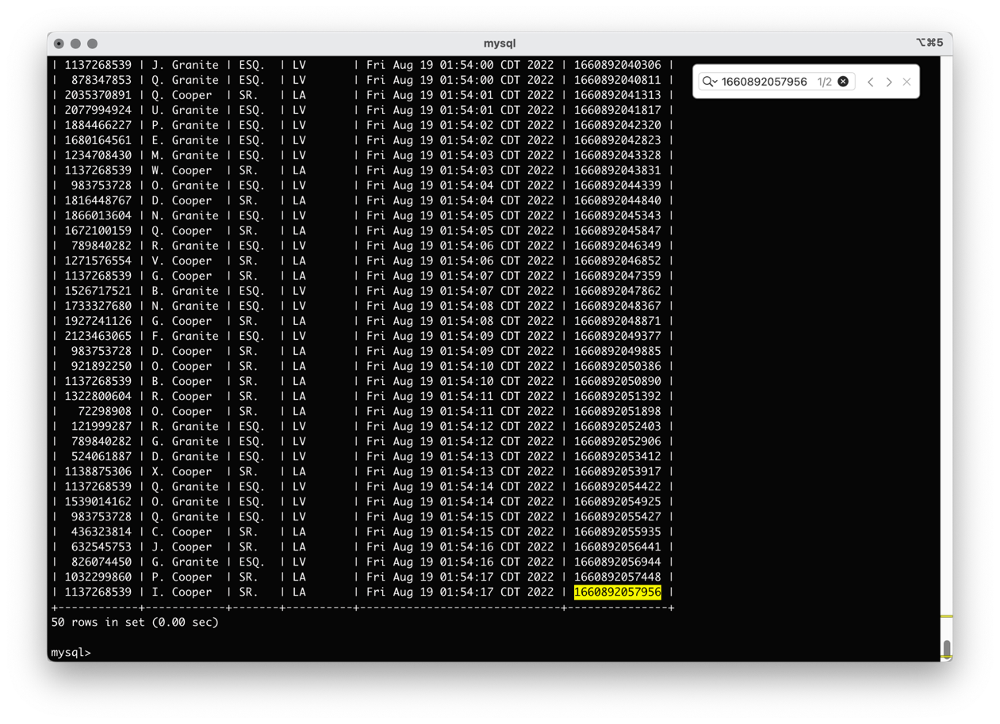 mysql ⌥⌘5
1660892057956 1/2
| 1137268539 | J. Granite | ESQ. | LV | Fri Aug 19 01:54:00 CDT 2022 | 1660892040306 |
| 878347853 | Q. Granite | ESQ. | LV | Fri Aug 19 01:54:00 CDT 2022 | 1660892040811 |
| 2035370891 | Q. Cooper | SR. | LA | Fri Aug 19 01:54:01 CDT 2022 | 1660892041313 |
| 2077994924 | U. Granite | ESQ. | LV | Fri Aug 19 01:54:01 CDT 2022 | 1660892041817 |
| 1884466227 | P. Granite | ESQ. | LV | Fri Aug 19 01:54:02 CDT 2022 | 1660892042320 |
| 1680164561 | E. Granite | ESQ. | LV | Fri Aug 19 01:54:02 CDT 2022 | 1660892042823 |
| 1234708430 | M. Granite | ESQ. | LV | Fri Aug 19 01:54:03 CDT 2022 | 1660892043328 |
| 1137268539 | W. Cooper | SR. | LA | Fri Aug 19 01:54:03 CDT 2022 | 1660892043831 |
| 983753728 | O. Granite | ESQ. | LV | Fri Aug 19 01:54:04 CDT 2022 | 1660892044339 |
| 1816448767 | D. Cooper | SR. | LA | Fri Aug 19 01:54:04 CDT 2022 | 1660892044840 |
| 1866013604 | N. Granite | ESQ. | LV | Fri Aug 19 01:54:05 CDT 2022 | 1660892045343 |
| 1672100159 | Q. Cooper | SR. | LA | Fri Aug 19 01:54:05 CDT 2022 | 1660892045847 |
| 789840282 | R. Granite | ESQ. | LV | Fri Aug 19 01:54:06 CDT 2022 | 1660892046349 |
| 1271576554 | V. Cooper | SR. | LA | Fri Aug 19 01:54:06 CDT 2022 | 1660892046852 |
| 1137268539 | G. Cooper | SR. | LA | Fri Aug 19 01:54:07 CDT 2022 | 1660892047359 |
| 1526717521 | B. Granite | ESQ. | LV | Fri Aug 19 01:54:07 CDT 2022 | 1660892047862 |
| 1733327680 | N. Granite | ESQ. | LV | Fri Aug 19 01:54:08 CDT 2022 | 1660892048367 |
| 1927241126 | G. Cooper | SR. | LA | Fri Aug 19 01:54:08 CDT 2022 | 1660892048871 |
| 2123463065 | F. Granite | ESQ. | LV | Fri Aug 19 01:54:09 CDT 2022 | 1660892049377 |
| 983753728 | D. Cooper | SR. | LA | Fri Aug 19 01:54:09 CDT 2022 | 1660892049885 |
| 921892250 | O. Cooper | SR. | LA | Fri Aug 19 01:54:10 CDT 2022 | 1660892050386 |
| 1137268539 | B. Cooper | SR. | LA | Fri Aug 19 01:54:10 CDT 2022 | 1660892050890 |
| 1322800604 | R. Cooper | SR. | LA | Fri Aug 19 01:54:11 CDT 2022 | 1660892051392 |
| 72298908 | O. Cooper | SR. | LA | Fri Aug 19 01:54:11 CDT 2022 | 1660892051898 |
| 121999287 | R. Granite | ESQ. | LV | Fri Aug 19 01:54:12 CDT 2022 | 1660892052403 |
| 789840282 | G. Granite | ESQ. | LV | Fri Aug 19 01:54:12 CDT 2022 | 1660892052906 |
| 524061887 | D. Granite | ESQ. | LV | Fri Aug 19 01:54:13 CDT 2022 | 1660892053412 |
| 1138875306 | X. Cooper | SR. | LA | Fri Aug 19 01:54:13 CDT 2022 | 1660892053917 |
| 1137268539 | Q. Granite | ESQ. | LV | Fri Aug 19 01:54:14 CDT 2022 | 1660892054422 |
| 1539014162 | O. Granite | ESQ. | LV | Fri Aug 19 01:54:14 CDT 2022 | 1660892054925 |
| 983753728 | Q. Granite | ESQ. | LV | Fri Aug 19 01:54:15 CDT 2022 | 1660892055427 |
| 436323814 | C. Cooper | SR. | LA | Fri Aug 19 01:54:15 CDT 2022 | 1660892055935 |
| 632545753 | J. Cooper | SR. | LA | Fri Aug 19 01:54:16 CDT 2022 | 1660892056441 |
| 826074450 | G. Granite | ESQ. | LV | Fri Aug 19 01:54:16 CDT 2022 | 1660892056944 |
| 1032299860 | P. Cooper | SR. | LA | Fri Aug 19 01:54:17 CDT 2022 | 1660892057448 |
| 1137268539 | I. Cooper | SR. | LA | Fri Aug 19 01:54:17 CDT 2022 | 1660892057956 |
+------------+------------+-------+----------+------------------------------+---------------+
50 rows in set (0.00 sec)
mysql>